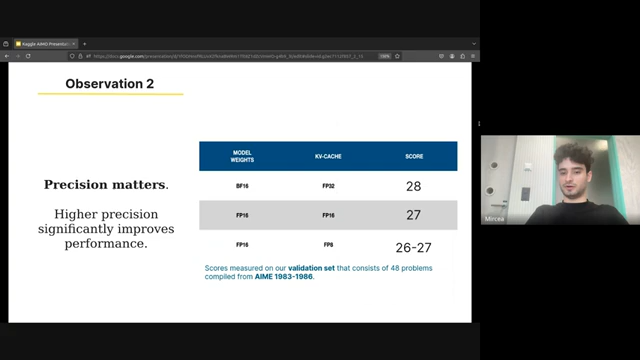 Kaggle AIMO Presentation
150%
Observation 2
Precision matters.
Higher precision
significantly improves
performance.
MODEL
WEIGHTS
KV-CACHE
SCORE
BF16
FP32
28
FP16
FP16
27
FP16
FP8
26-27
Scores measured on our validation set that consists of 48 problems
compiled from AIME 1983-1986.
Mircea